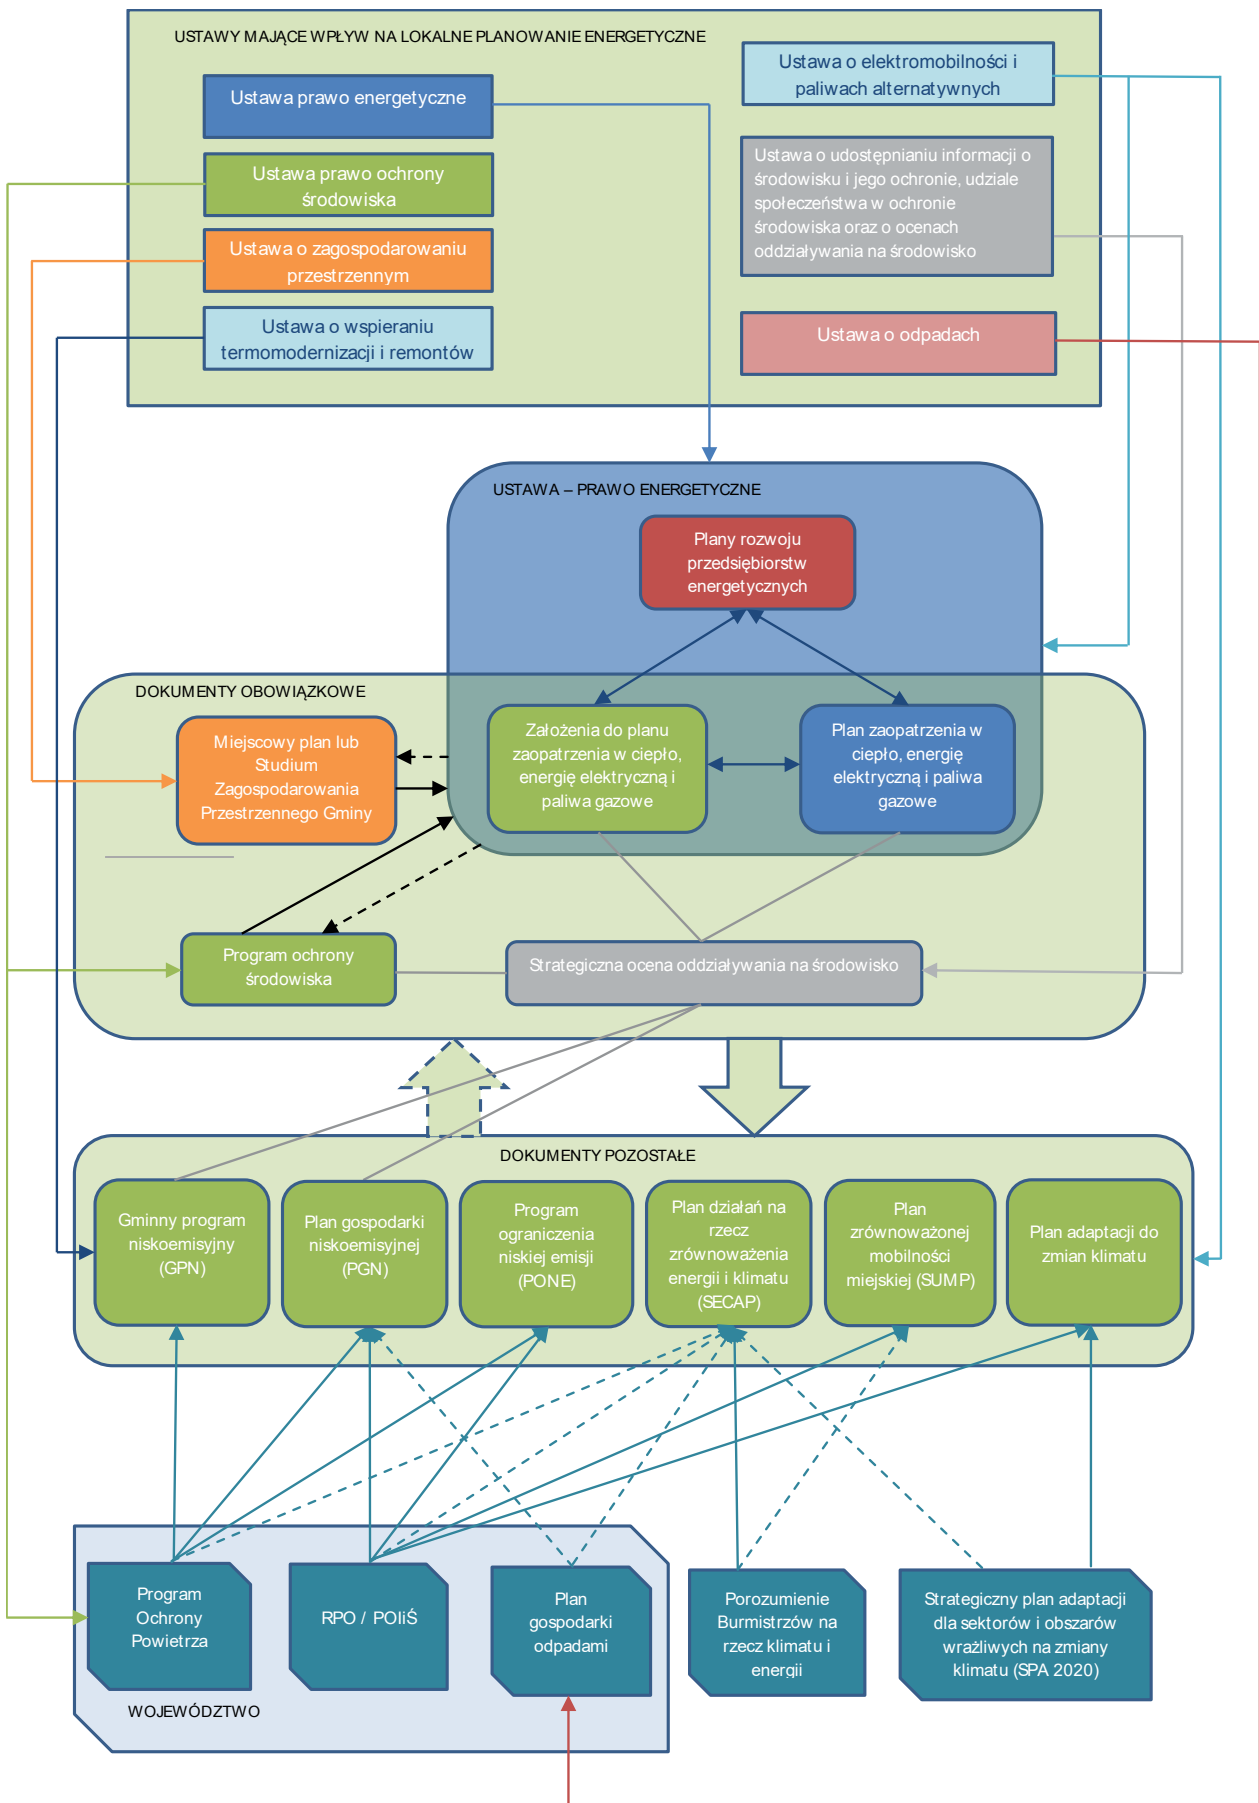 USTAWY MAJĄCE WPŁYW NA LOKALNE PLANOWANIE ENERGETYCZNE
Ustawa prawo energetyczne
Ustawa prawo ochrony
środowiska
Ustawa o zagospodarowaniu
przestrzennym
Ustawa o wspieraniu
termomodernizacji i remontów
Ustawa o elektromobilności i
paliwach alternatywnych
Ustawa o udostępnianiu informacji o
środowisku i jego ochronie, udziale
społeczeństwa w ochronie
środowiska oraz o ocenach
oddziaływania na środowisko
Ustawa o odpadach
USTAWA – PRAWO ENERGETYCZNE
Plany rozwoju
przedsiębiorstw
energetycznych
DOKUMENTY OBOWIĄZKOWE
Miejscowy plan lub
Studium
Zagospodarowania
Przestrzennego Gminy
Założenia do planu
zaopatrzenia w ciepło,
energię elektryczną i
paliwa gazowe
Plan zaopatrzenia w
ciepło, energię
elektryczną i paliwa
gazowe
Program ochrony
środowiska
Strategiczna ocena oddziaływania na środowisko
DOKUMENTY POZOSTAŁE
Gminny program
niskoemisyjny
(GPN)
Plan gospodarki
niskoemisyjnej
(PGN)
Program
ograniczenia
niskiej emisji
(PONE)
Plan działań na
rzecz
zrównoważenia
energii i klimatu
(SECAP)
Plan
zrównoważonej
mobilności
miejskiej (SUMP)
Plan adaptacji do
zmian klimatu
Program
Ochrony
Powietrza
RPO / POIiŚ
Plan
gospodarki
odpadami
Porozumienie
Burmistrzów na
rzecz klimatu i
energii
Strategiczny plan adaptacji
dla sektorów i obszarów
wrażliwych na zmiany
klimatu (SPA 2020)
WOJEWÓDZTWO